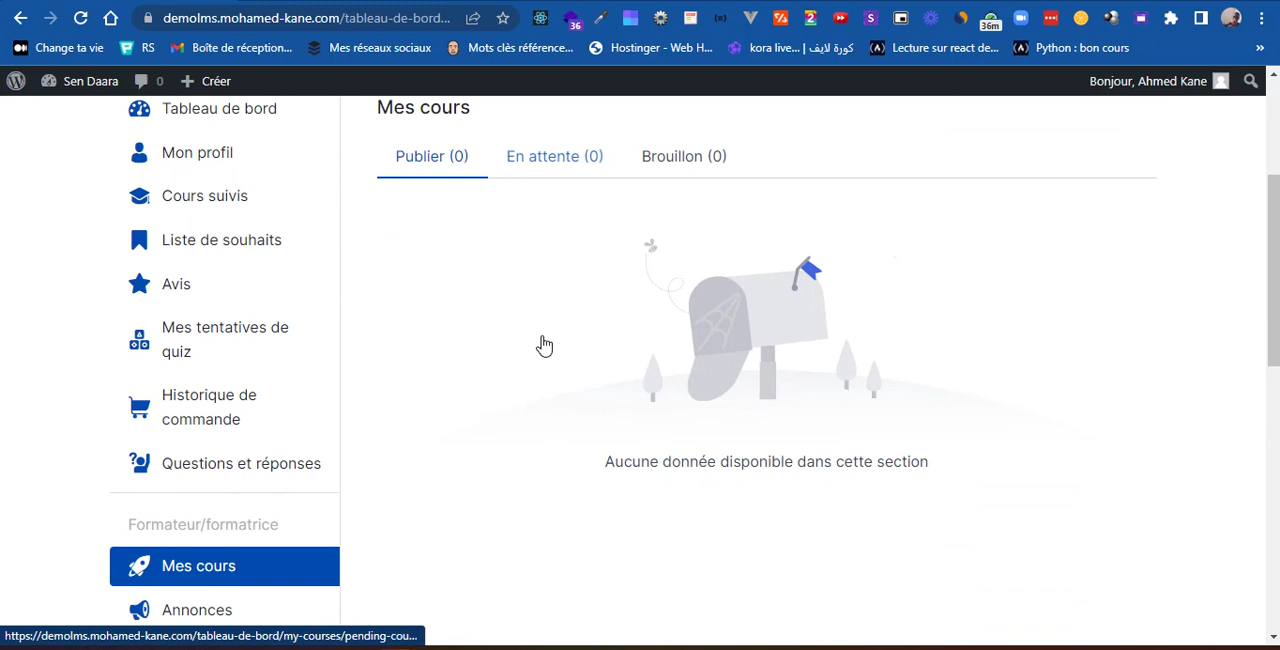 demolms.mohamed-kane.com/tableau-de-bord...
36
2
S
36m
Change ta vie
RS
Boîte de réception...
Mes réseaux sociaux
Mots clés référence...
Hostinger - Web H...
kora live... | كورة لايف
Lecture sur react de...
Python : bon cours
»
Sen Daara
0
Créer
Bonjour, Ahmed Kane
Tableau de bord
Mon profil
Cours suivis
Liste de souhaits
Avis
Mes tentatives de
quiz
Historique de
commande
Questions et réponses
Formateur/formatrice
Mes cours
Annonces
Mes cours
Publier (0)
En attente (0)
Brouillon (0)
Aucune donnée disponible dans cette section
https://demolms.mohamed-kane.com/tableau-de-bord/my-courses/pending-cou...